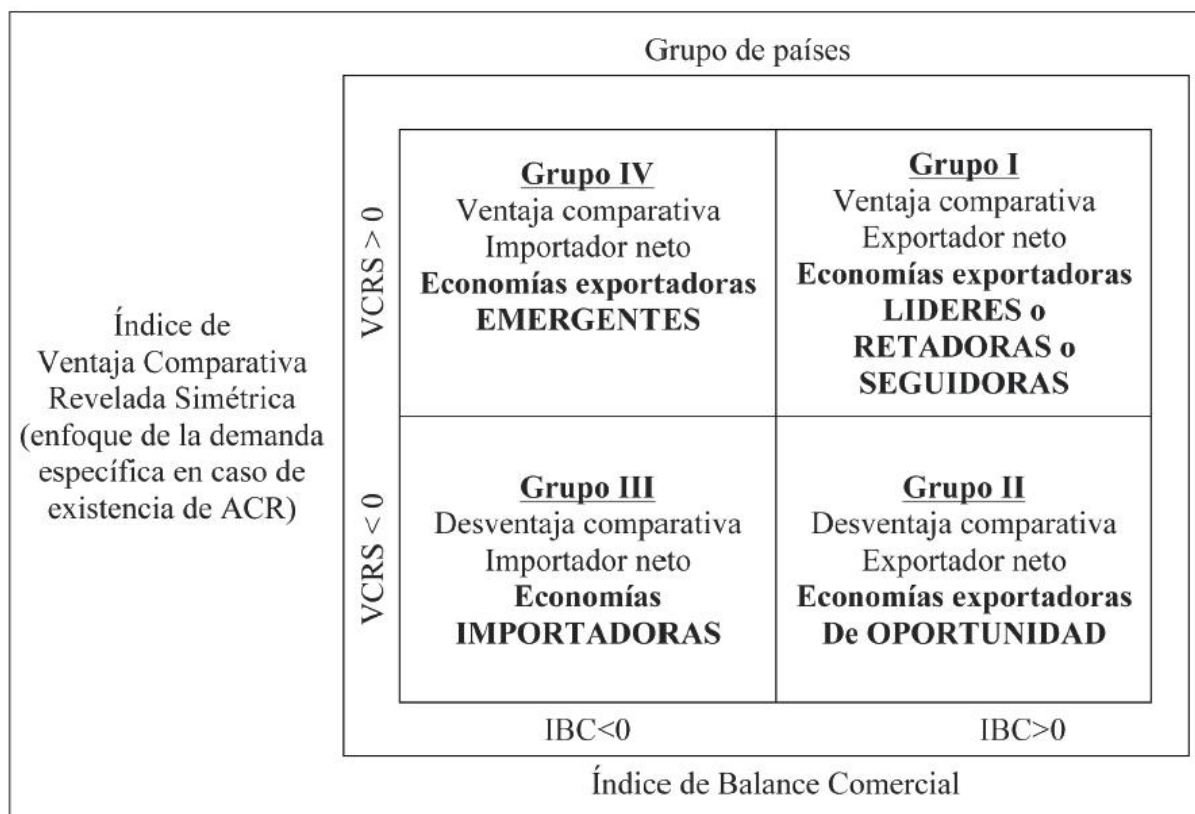 Grupo de países
Grupo IV
Ventaja comparativa
Importador neto
Economías exportadoras
EMERGENTES
Grupo I
Ventaja comparativa
Exportador neto
Economías exportadoras
LIDERES o
RETADORAS o
SEGUIDORAS
VCRS > 0
Índice de
Ventaja Comparativa
Revelada Simétrica
(enfoque de la demanda
específica en caso de
existencia de ACR)
VCRS < 0
Grupo III
Desventaja comparativa
Importador neto
Economías
IMPORTADORAS
Grupo II
Desventaja comparativa
Exportador neto
Economías exportadoras
De OPORTUNIDAD
IBC<0
IBC>0
Índice de Balance Comercial